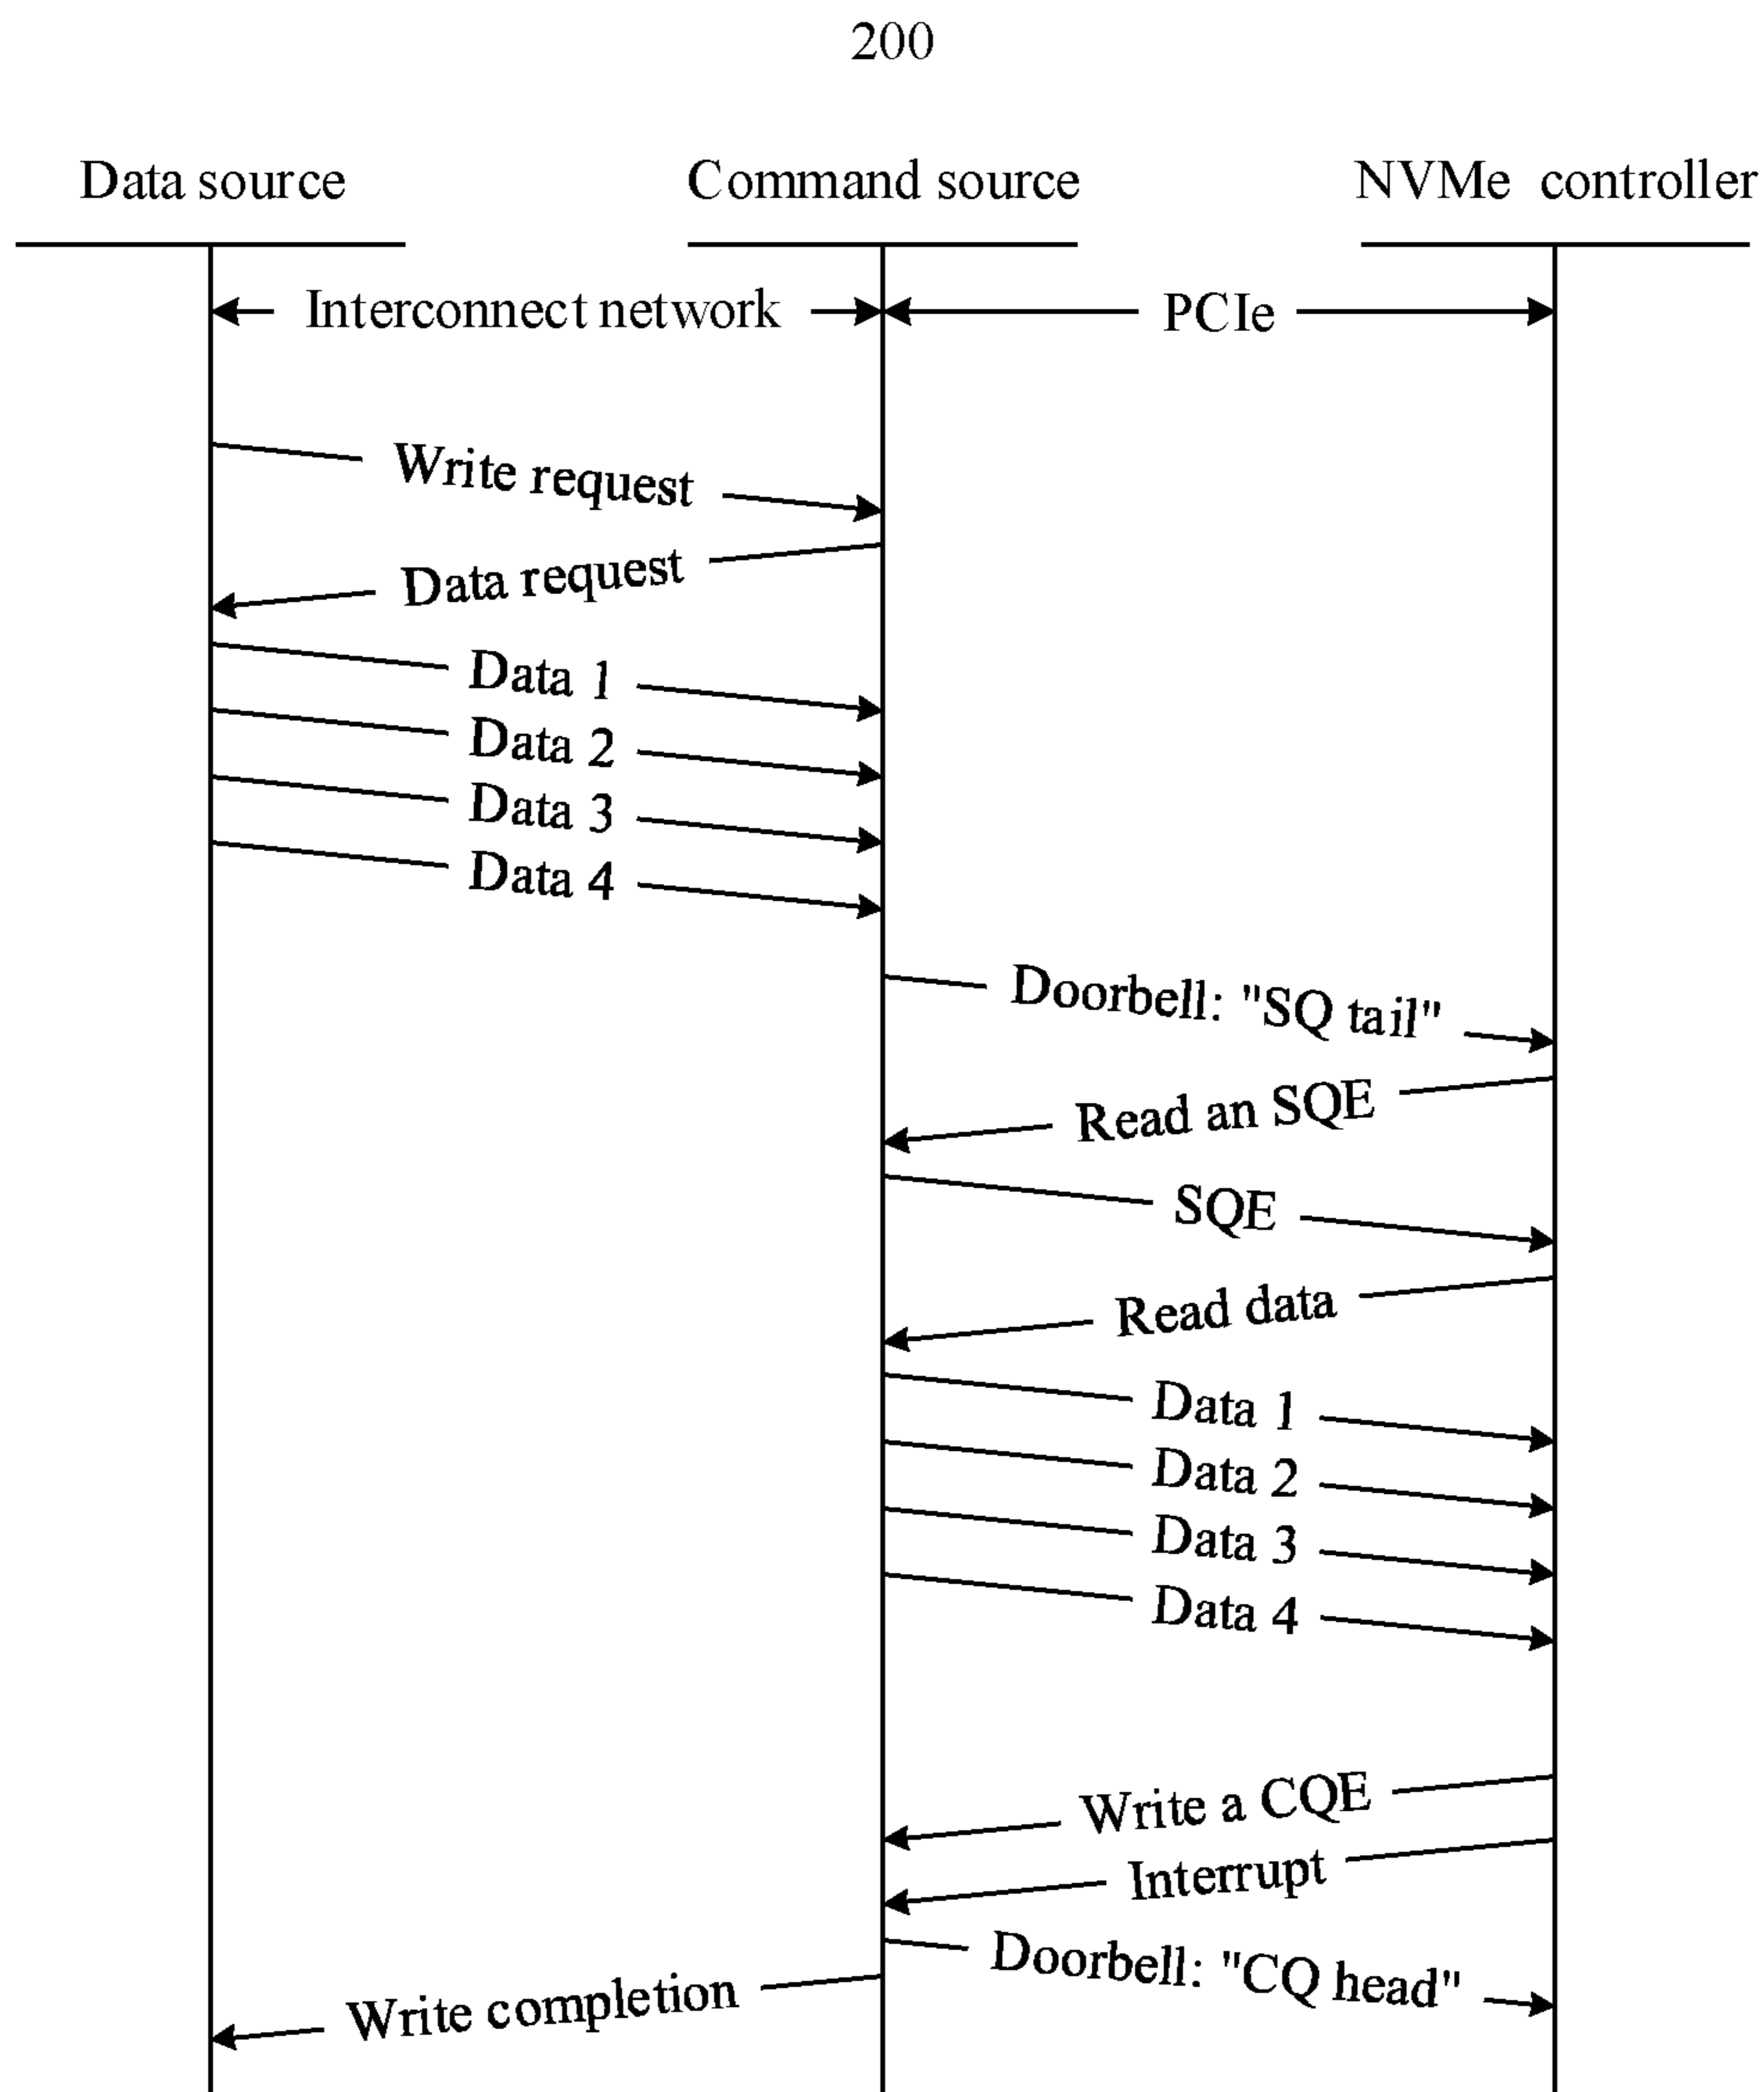 200
Data source
Command source
NVMe controller
Interconnect network
PCIe
Write request
Data request
Data 1
Data 2
Data 3
Data 4
Doorbell: "SQ tail"
Read an SQE
SQE
Read data
Data 1
Data 2
Data 3
Data 4
Write a CQE
Interrupt
Doorbell: "CQ head"
Write completion